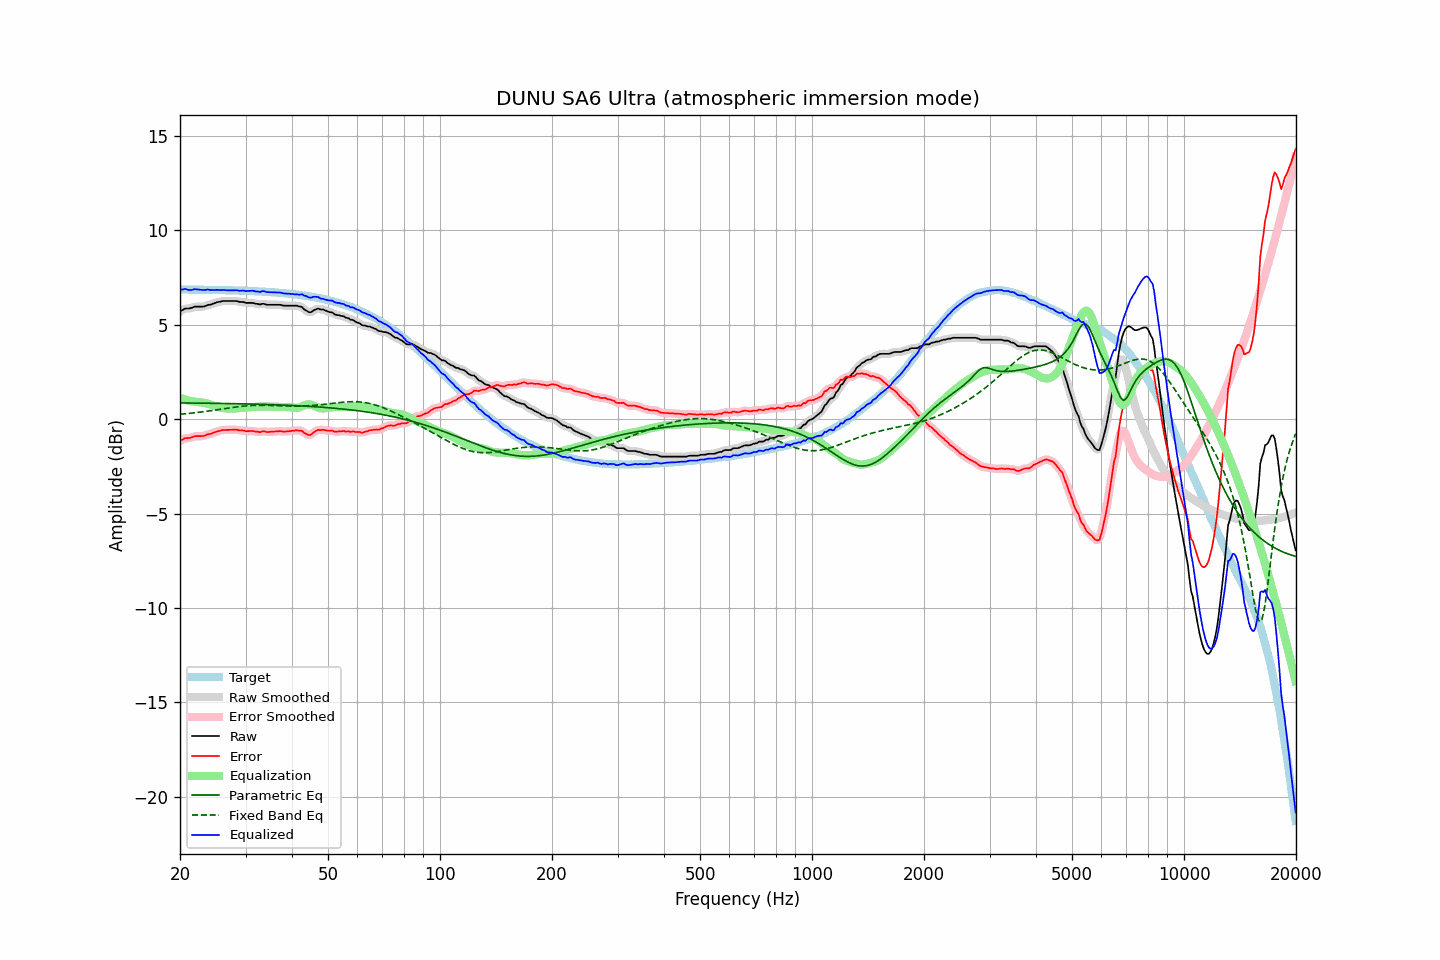 DUNU SA6 Ultra (atmospheric immersion mode)
Amplitude (dBr)
15
10
5
0
−5
−10
−15
−20
Target
Raw Smoothed
Error Smoothed
Raw
Error
Equalization
Parametric Eq
Fixed Band Eq
Equalized
20 50 100 200 500 1000 2000 5000 10000 20000
Frequency (Hz)